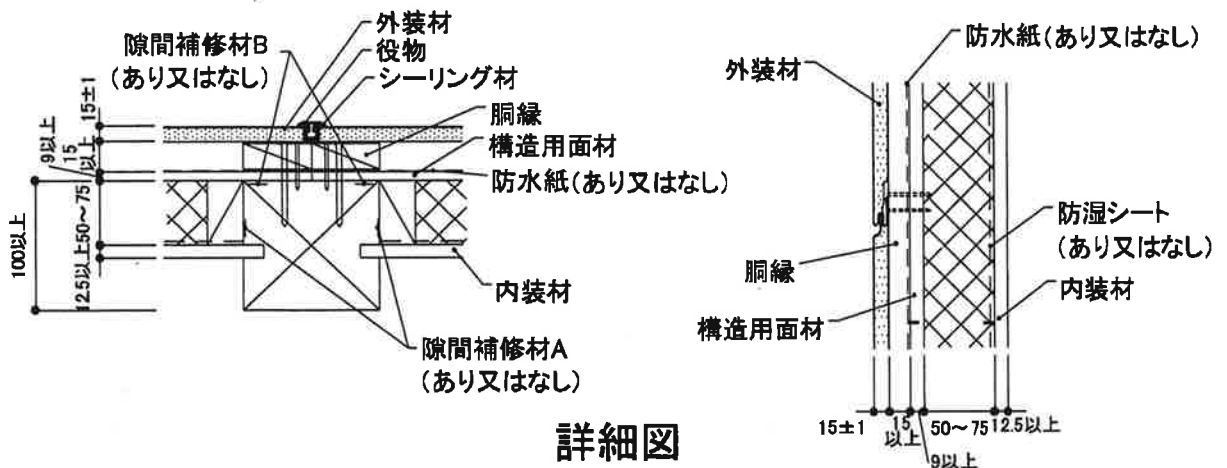 外装材
役物
シーリング材
隙間補修材B
(あり又はなし)
胴縁
構造用面材
防水紙(あり又はなし)
15±1
15
以上
9以上
50~75
12.5以上
100以上
内装材
隙間補修材A
(あり又はなし)
防水紙(あり又はなし)
外装材
防湿シート
(あり又はなし)
胴縁
内装材
構造用面材
15±1
15
以上
9以上
50~75
12.5以上
詳細図